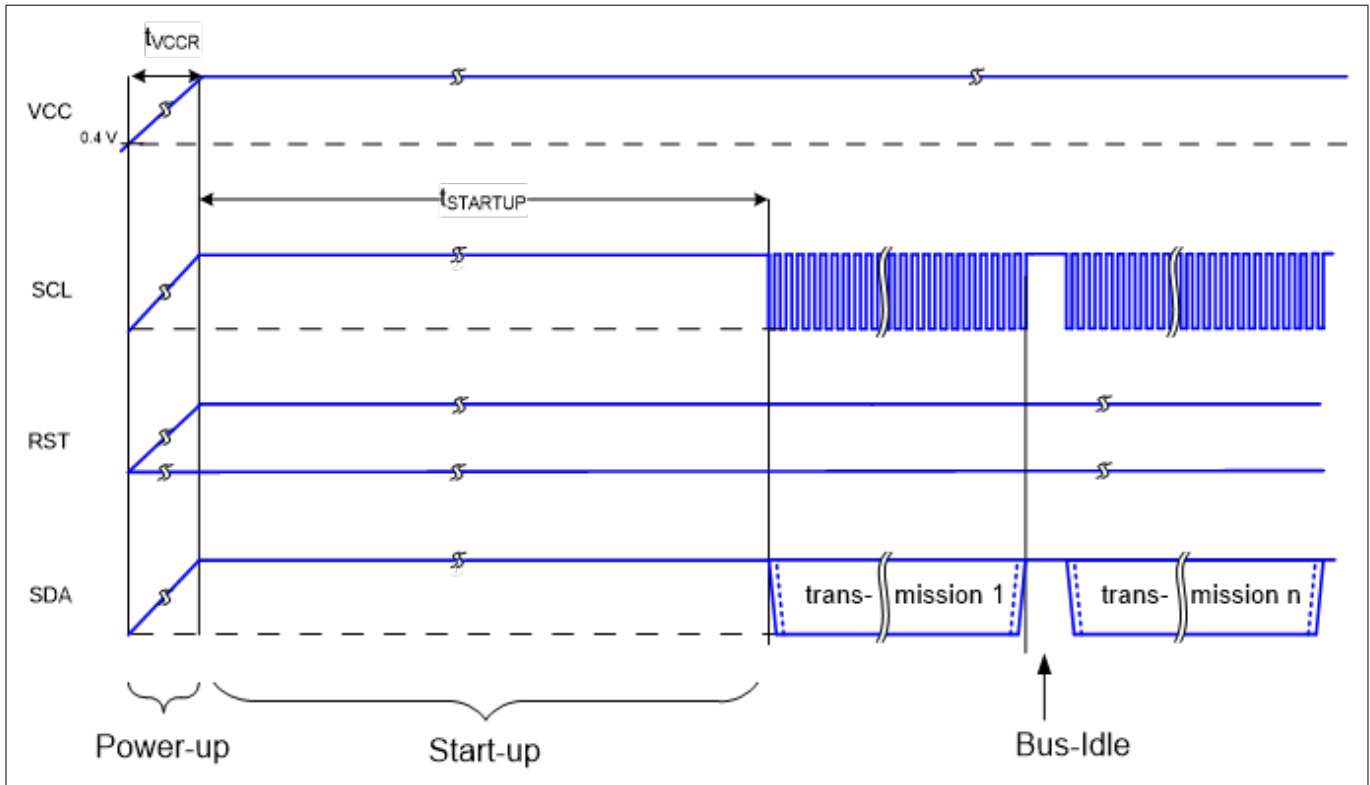 tVCCR
VCC
0.4 V
tSTARTUP
SCL
RST
SDA
trans- mission 1
trans- mission n
Power-up
Start-up
Bus-Idle